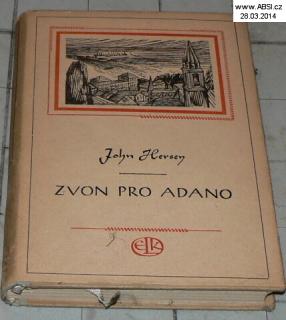 © www.ABSI.cz
28.03.2014
John Hersey
ZVON PRO ADANO
ELK